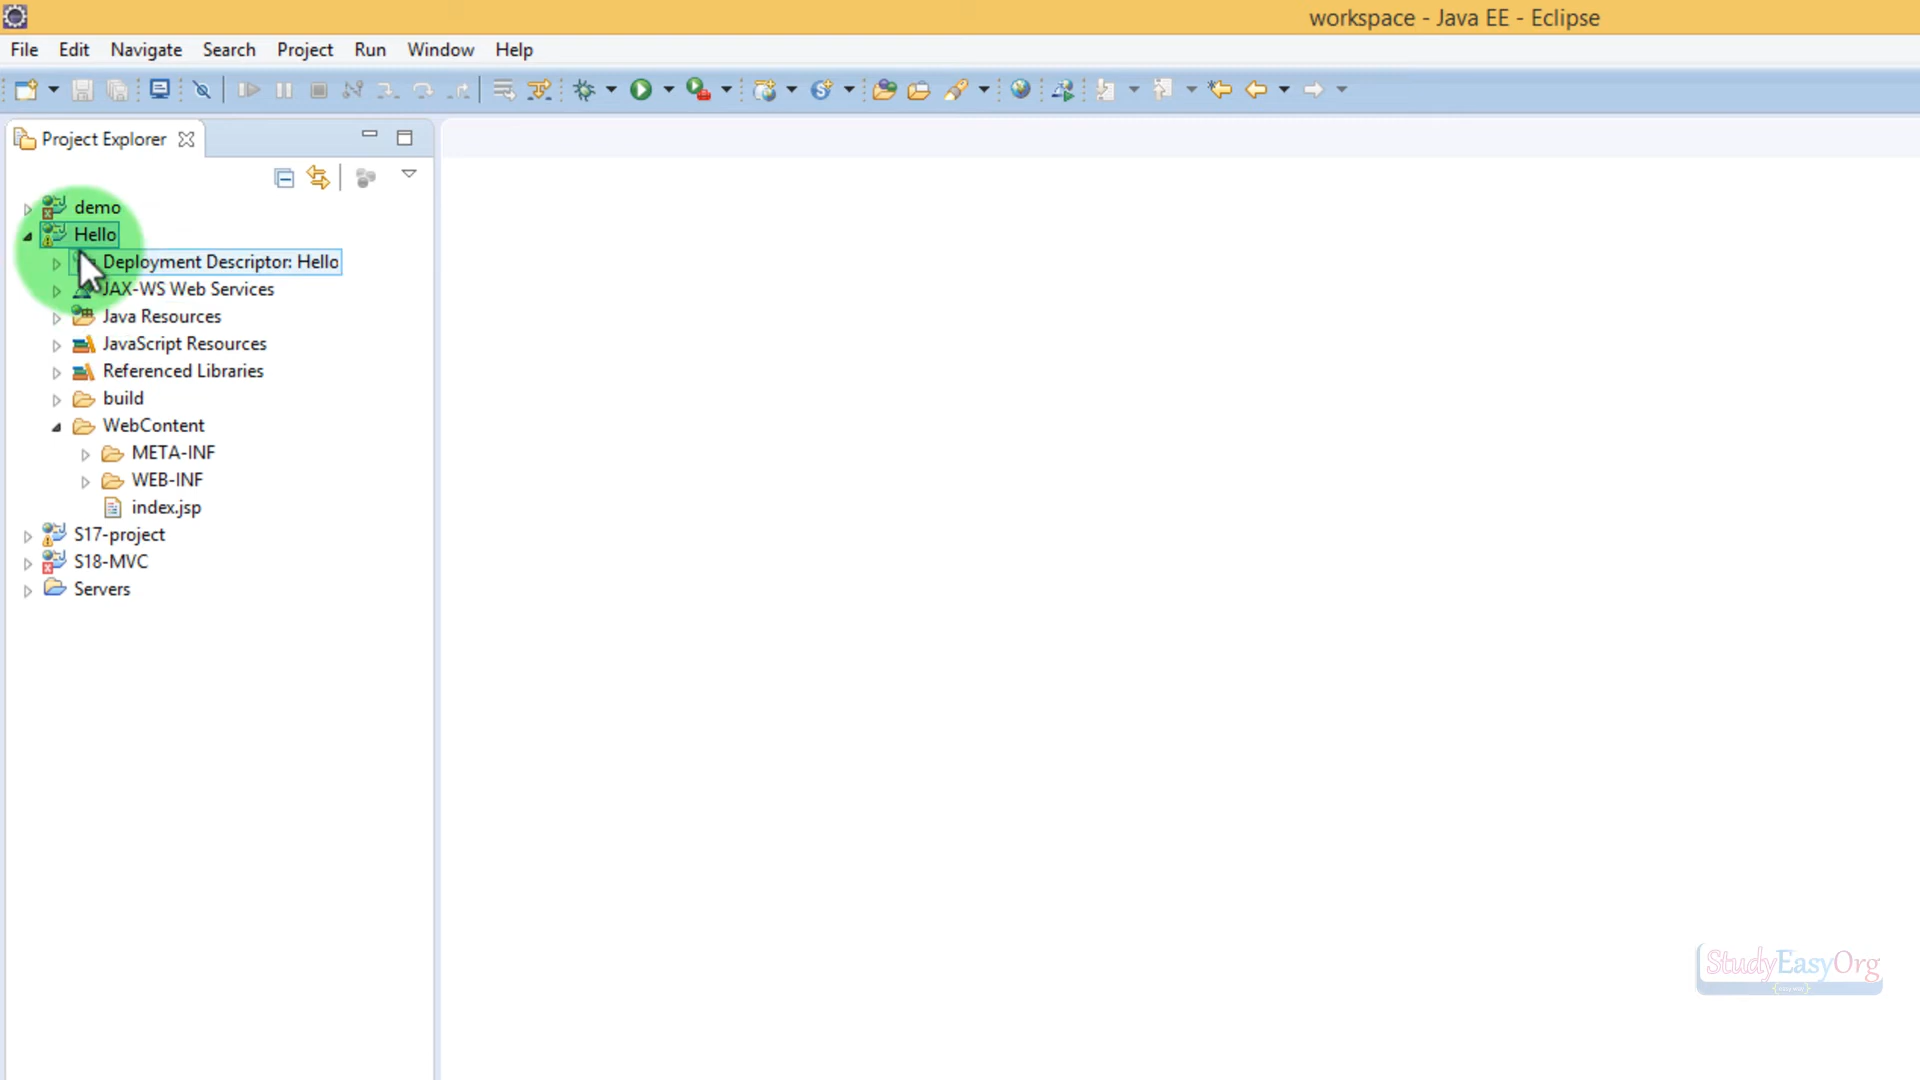 workspace - Java EE - Eclipse
File Edit Navigate Search Project Run Window Help
Project Explorer
demo
Hello
Deployment Descriptor: Hello
JAX-WS Web Services
Java Resources
JavaScript Resources
Referenced Libraries
build
WebContent
META-INF
WEB-INF
index.jsp
S17-project
S18-MVC
Servers
StudyEasyOrg